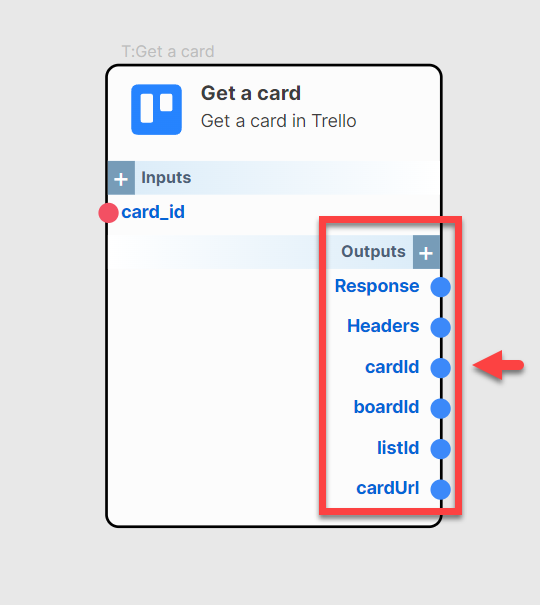 T:Get a card
Get a card
Get a card in Trello
+ Inputs
card_id
Outputs +
Response
Headers
cardId
boardId
listId
cardUrl